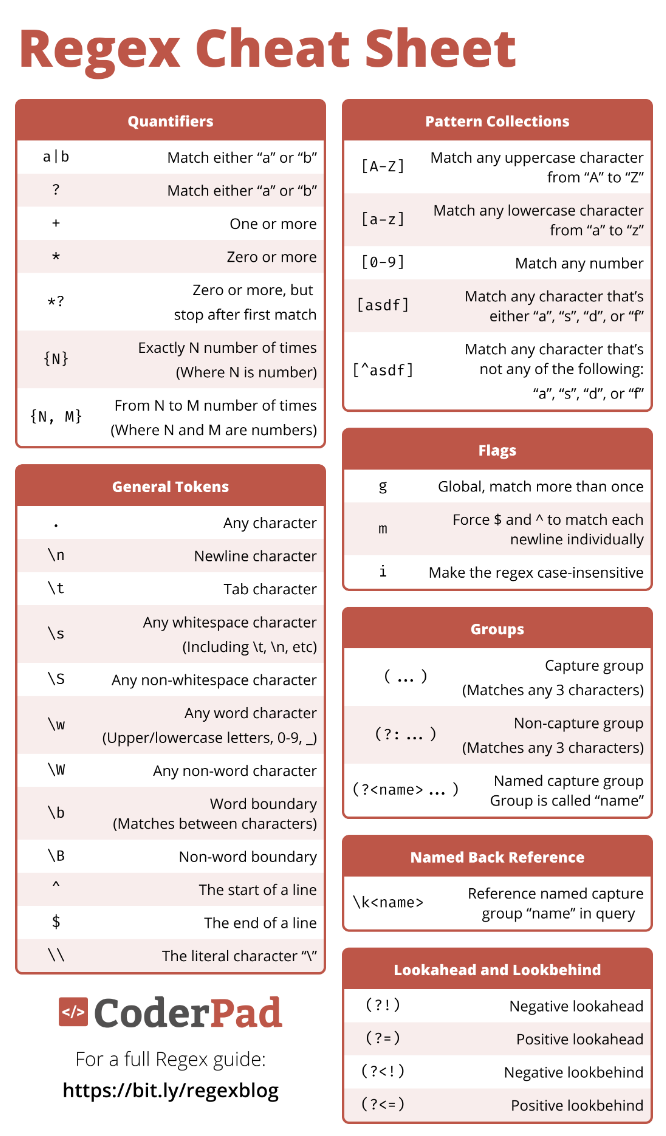 Regex Cheat Sheet
Quantifiers
a|b Match either “a” or “b”
? Match either “a” or “b”
+ One or more
* Zero or more
*? Zero or more, but
stop after first match
{N} Exactly N number of times
(Where N is number)
{N, M} From N to M number of times
(Where N and M are numbers)
General Tokens
. Any character
\n Newline character
\t Tab character
\s Any whitespace character
(Including \t, \n, etc)
\S Any non-whitespace character
\w Any word character
(Upper/lowercase letters, 0-9, _)
\W Any non-word character
\b Word boundary
(Matches between characters)
\B Non-word boundary
^ The start of a line
$ The end of a line
\\ The literal character “\”
</> CoderPad
For a full Regex guide:
https://bit.ly/regexblog
Pattern Collections
[A-Z] Match any uppercase character
from “A” to “Z”
[a-z] Match any lowercase character
from “a” to “z”
[0-9] Match any number
[asdf] Match any character that’s
either “a”, “s”, “d”, or “f”
[^asdf] Match any character that’s
not any of the following:
“a”, “s”, “d”, or “f”
Flags
g Global, match more than once
m Force $ and ^ to match each
newline individually
i Make the regex case-insensitive
Groups
(...) Capture group
(Matches any 3 characters)
(?:...) Non-capture group
(Matches any 3 characters)
(?<name>...) Named capture group
Group is called “name”
Named Back Reference
\k<name> Reference named capture
group “name” in query
Lookahead and Lookbehind
(?!) Negative lookahead
(?=) Positive lookahead
(?<!) Negative lookbehind
(?<=) Positive lookbehind